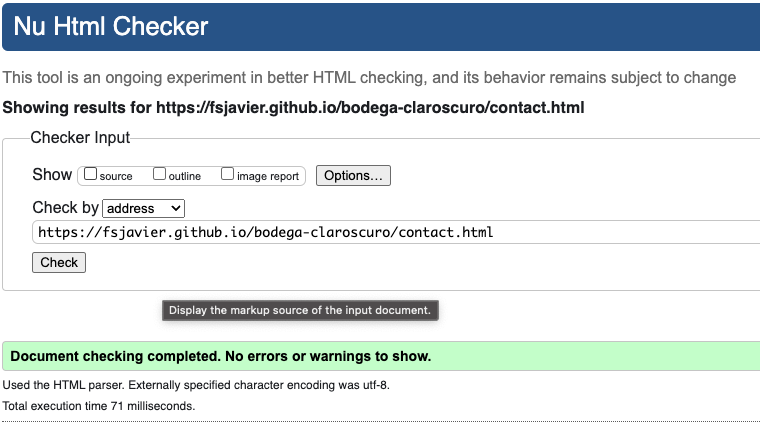 Nu Html Checker
This tool is an ongoing experiment in better HTML checking, and its behavior remains subject to change
Showing results for https://fsjavier.github.io/bodega-claroscuro/contact.html
Checker Input
Show source outline image report Options...
Check by address
https://fsjavier.github.io/bodega-claroscuro/contact.html
Check
Display the markup source of the input document.
Document checking completed. No errors or warnings to show.
Used the HTML parser. Externally specified character encoding was utf-8.
Total execution time 71 milliseconds.